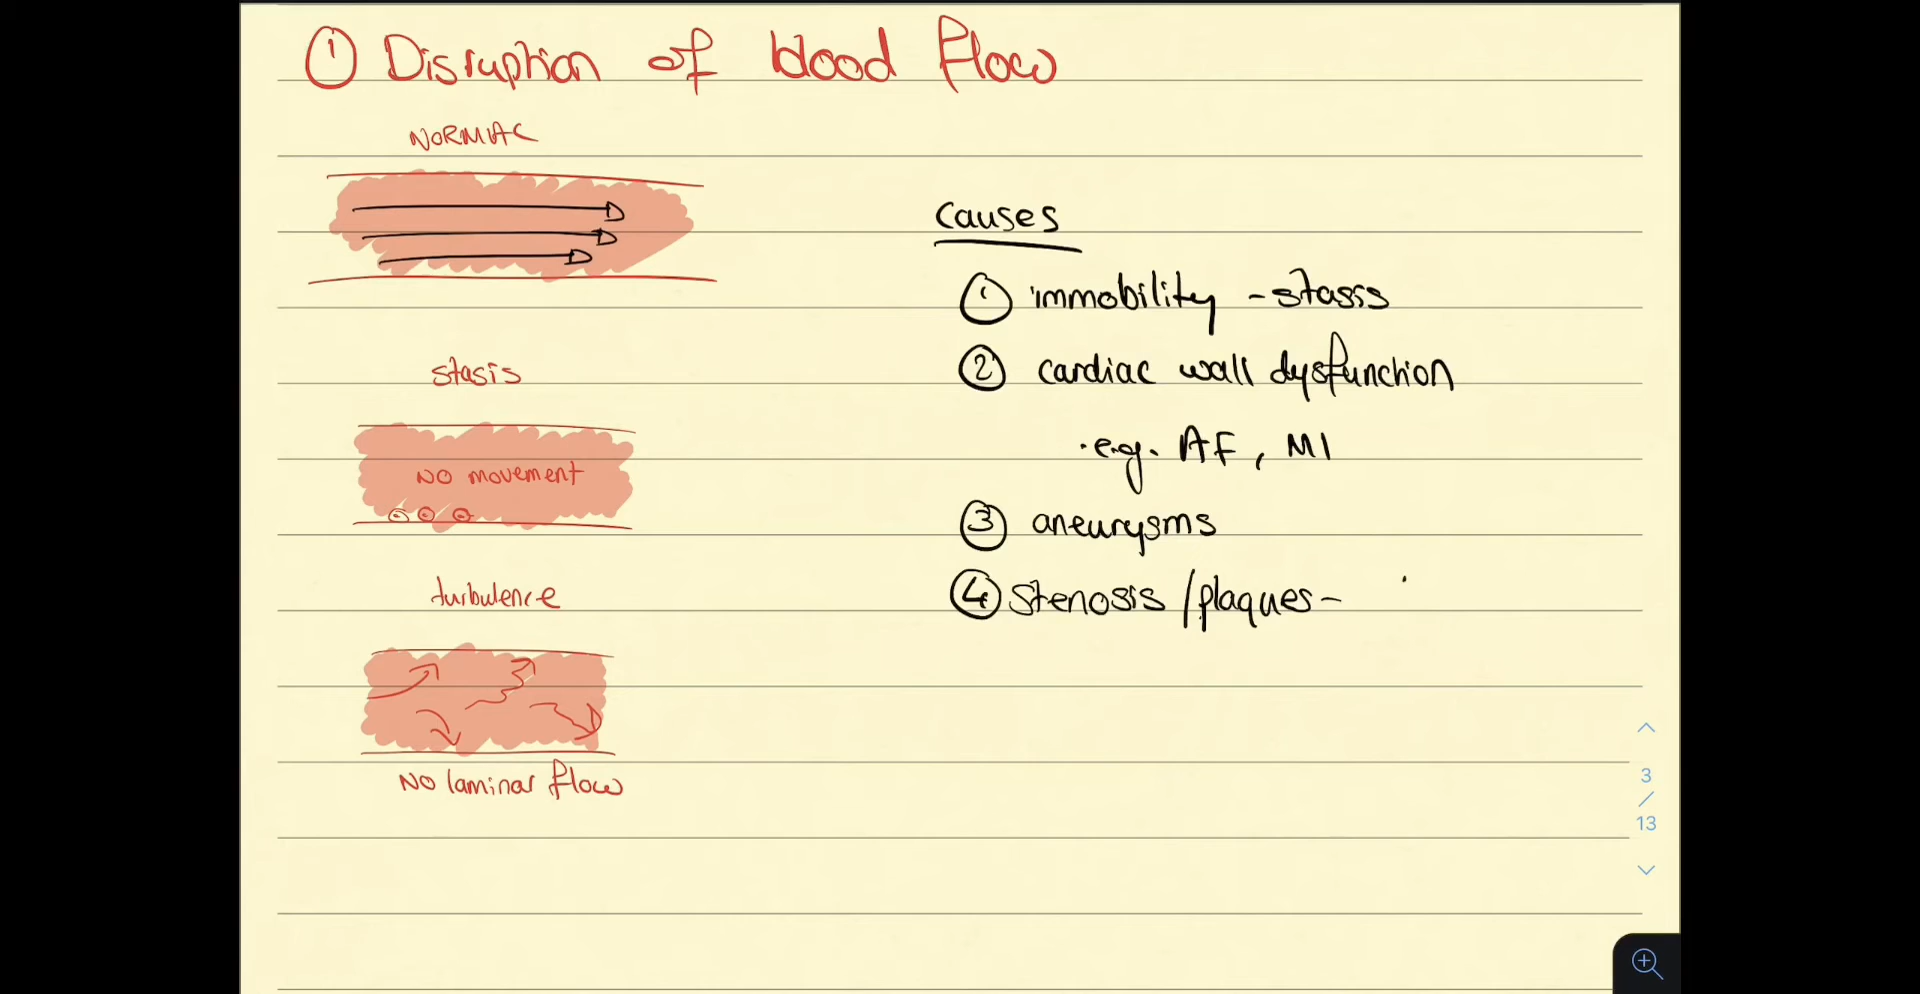 ① Disruption of blood flow
NORMAL
stasis
No movement
turbulence
No laminar flow
Causes
① immobility - stasis
② cardiac wall dysfunction
· e.g. AF, MI
③ aneurysms
④ stenosis / plaques -
3
/
13